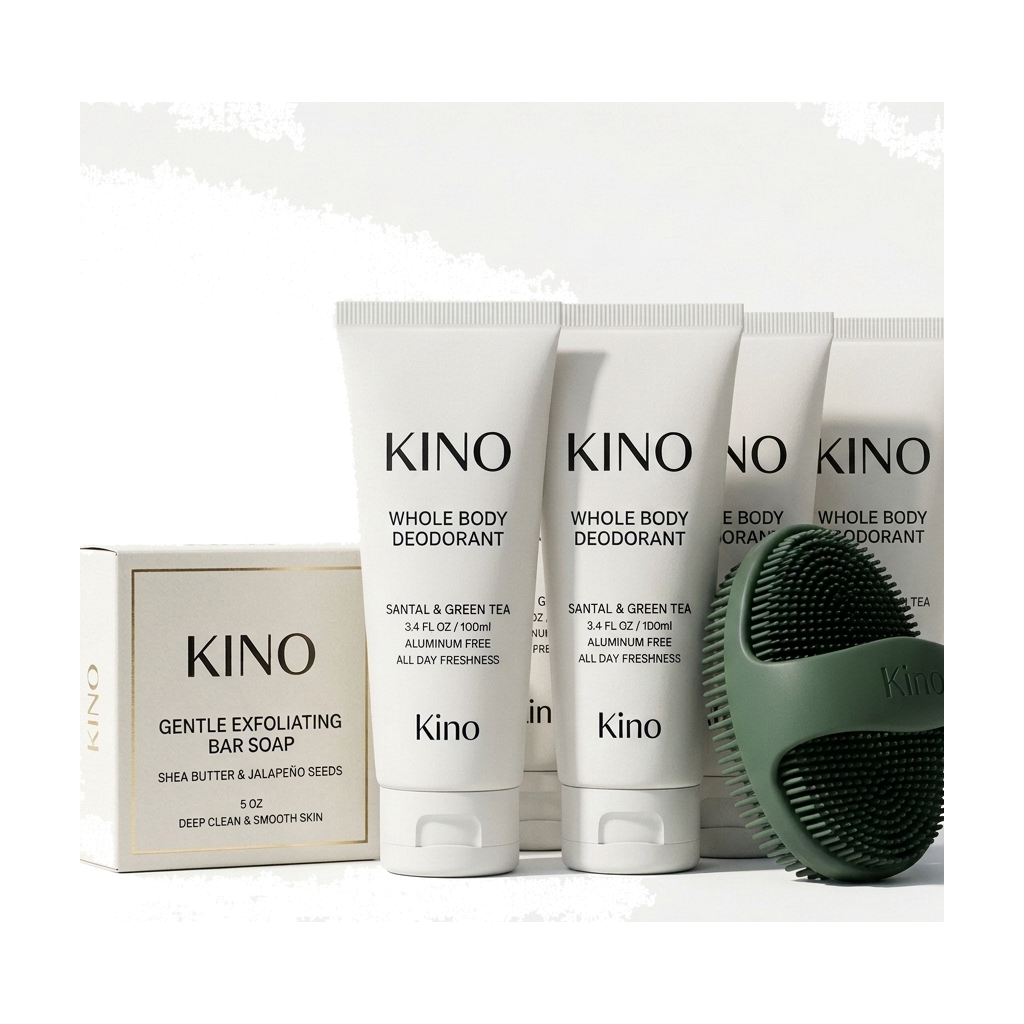 KINO
GENTLE EXFOLIATING
BAR SOAP
SHEA BUTTER & JALAPEÑO SEEDS
5 OZ
DEEP CLEAN & SMOOTH SKIN
KINO
KINO
WHOLE BODY
DEODORANT
SANTAL & GREEN TEA
3.4 FL OZ / 100ml
ALUMINUM FREE
ALL DAY FRESHNESS
Kino
KINO
WHOLE BODY
DEODORANT
SANTAL & GREEN TEA
3.4 FL OZ / 1D0ml
ALUMINUM FREE
ALL DAY FRESHNESS
Kino
NO
E BODY
KINO
WHOLE BODY
DEODORANT
TEA
Kino